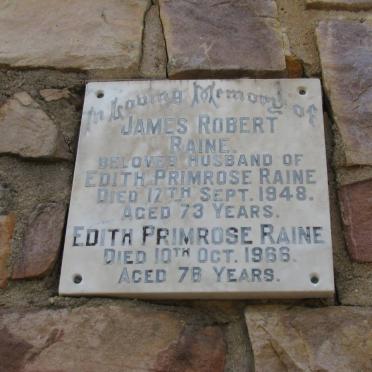 In Loving Memory of
JAMES ROBERT
RAINE.
BELOVED HUSBAND OF
EDITH PRIMROSE RAINE
DIED 17TH SEPT. 1948.
AGED 73 YEARS.
EDITH PRIMROSE RAINE
DIED 10TH OCT. 1966.
AGED 78 YEARS.